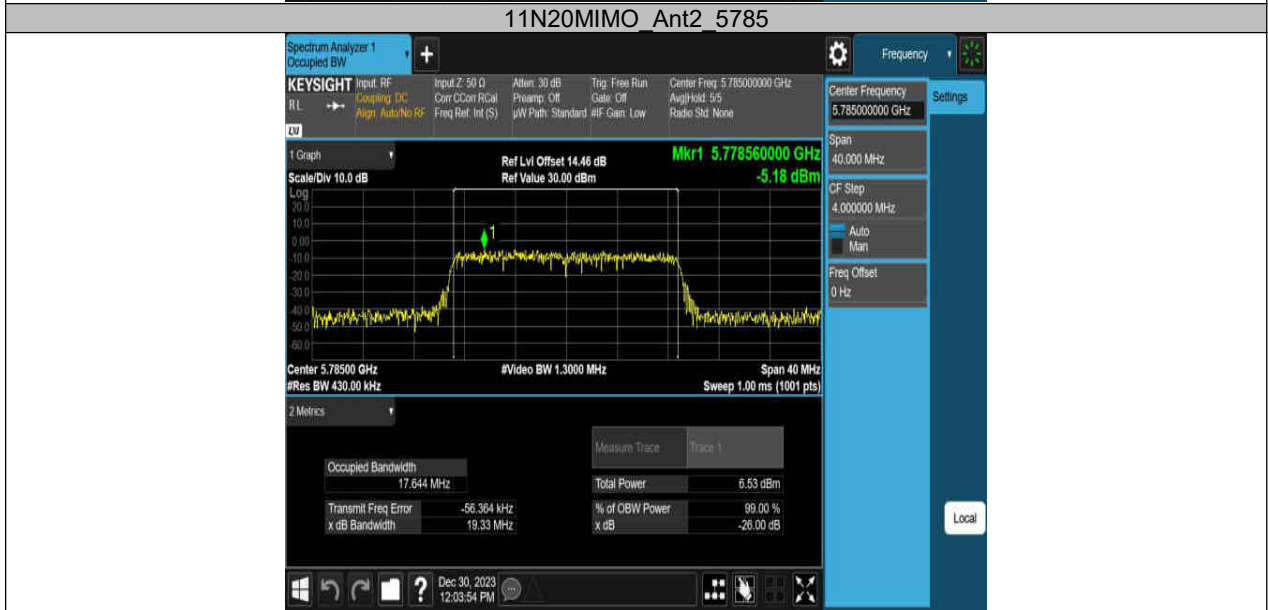 11N20MIMO_Ant2_5785
Spectrum Analyzer 1
Occupied BW
+
Frequency
KEYSIGHT
RL
LXI
Input: RF
Coupling: DC
Align: Auto/No RF
Input Z: 50 Ω
Corr CCorr RCal
Freq Ref: Int (S)
Atten: 30 dB
Preamp: Off
µW Path: Standard
Trig: Free Run
Gate: Off
#IF Gain: Low
Center Freq: 5.785000000 GHz
Avg|Hold: 5/5
Radio Std: None
Center Frequency
5.785000000 GHz
Settings
Span
40.000 MHz
CF Step
4.000000 MHz
Auto
Man
Freq Offset
0 Hz
Local
1 Graph
Scale/Div 10.0 dB
Ref Lvl Offset 14.46 dB
Ref Value 30.00 dBm
Mkr1 5.778560000 GHz
-5.18 dBm
Log
20.0
10.0
0.00
-10.0
-20.0
-30.0
-40.0
-50.0
-60.0
1
Center 5.78500 GHz
#Video BW 1.3000 MHz
Span 40 MHz
#Res BW 430.00 kHz
Sweep 1.00 ms (1001 pts)
2 Metrics
Measure Trace
Trace 1
Occupied Bandwidth
17.644 MHz
Total Power
6.53 dBm
Transmit Freq Error
-56.364 kHz
% of OBW Power
99.00 %
x dB Bandwidth
19.33 MHz
x dB
-26.00 dB
?
Dec 30, 2023
12:03:54 PM